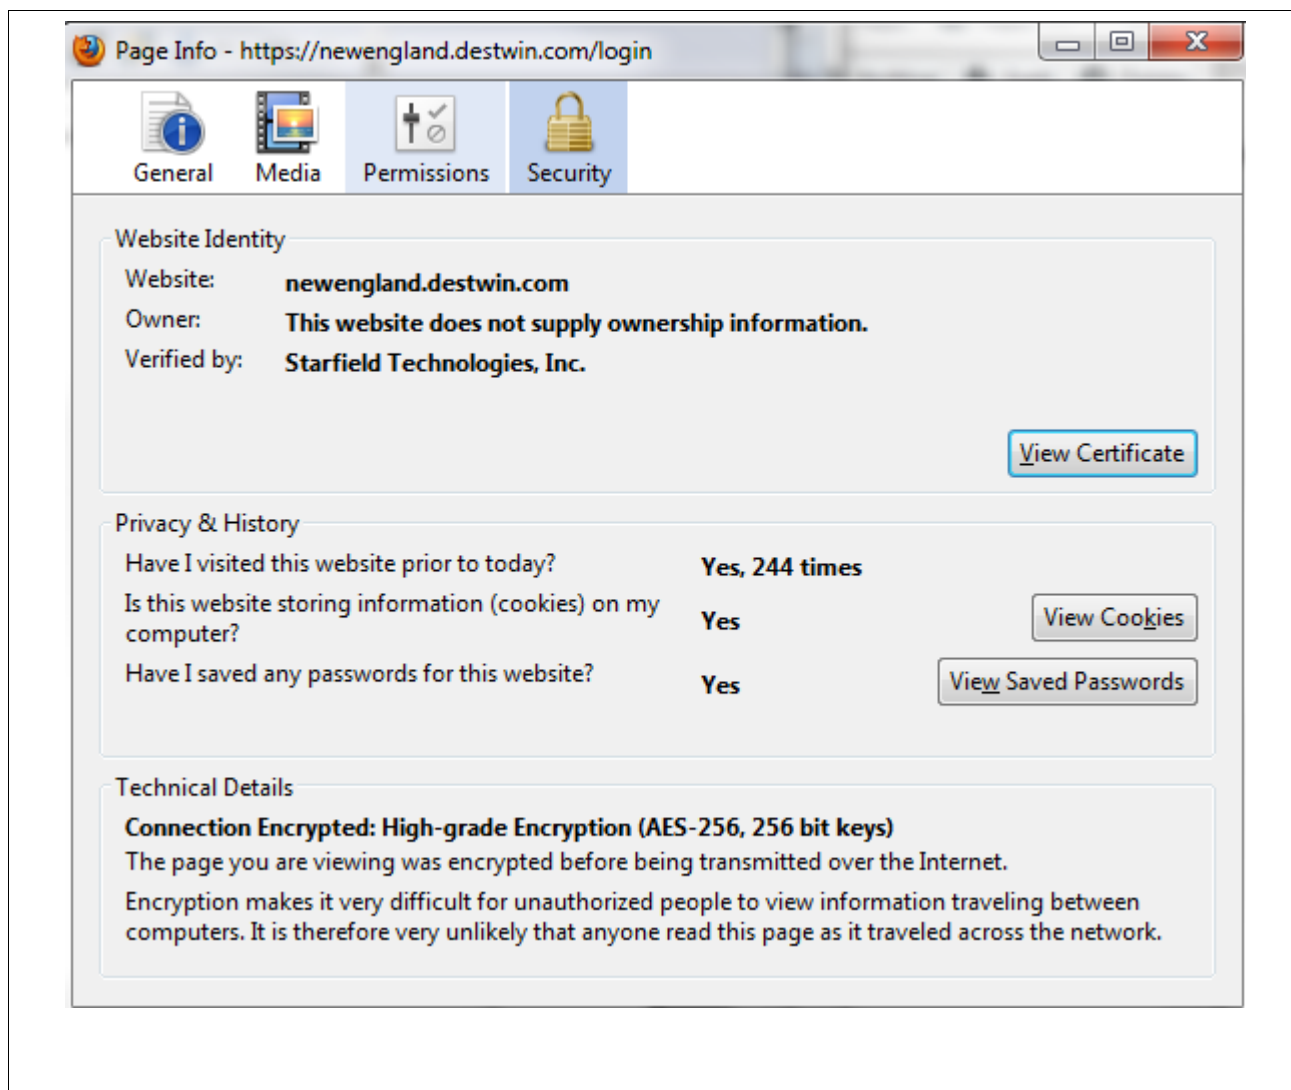 Page Info - https://newengland.destwin.com/login
General Media Permissions Security
Website Identity
Website: newengland.destwin.com
Owner: This website does not supply ownership information.
Verified by: Starfield Technologies, Inc.
View Certificate
Privacy & History
Have I visited this website prior to today? Yes, 244 times
Is this website storing information (cookies) on my
computer? Yes View Cookies
Have I saved any passwords for this website? Yes View Saved Passwords
Technical Details
Connection Encrypted: High-grade Encryption (AES-256, 256 bit keys)
The page you are viewing was encrypted before being transmitted over the Internet.
Encryption makes it very difficult for unauthorized people to view information traveling between
computers. It is therefore very unlikely that anyone read this page as it traveled across the network.